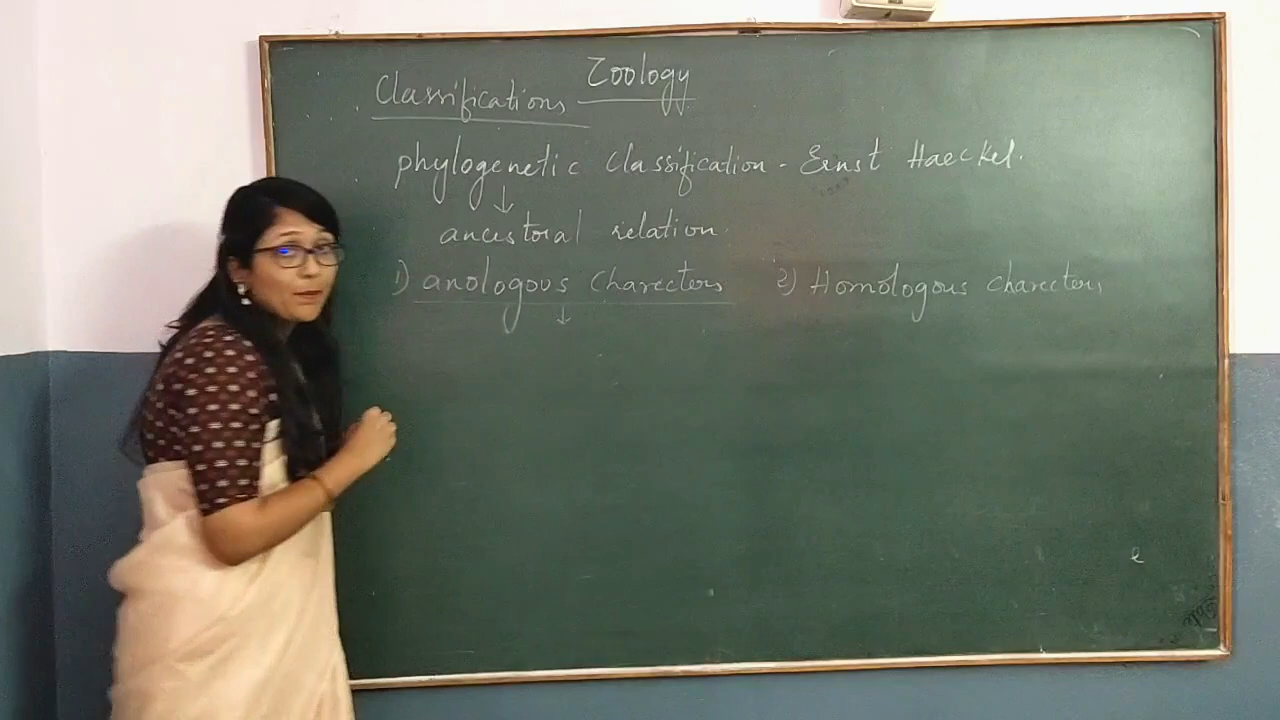 Zoology
Classifications
phylogenetic classification - Ernst Haeckel.
↓
ancestoral relation
1) anologous charecters
2) Homologous charecters
↓
e